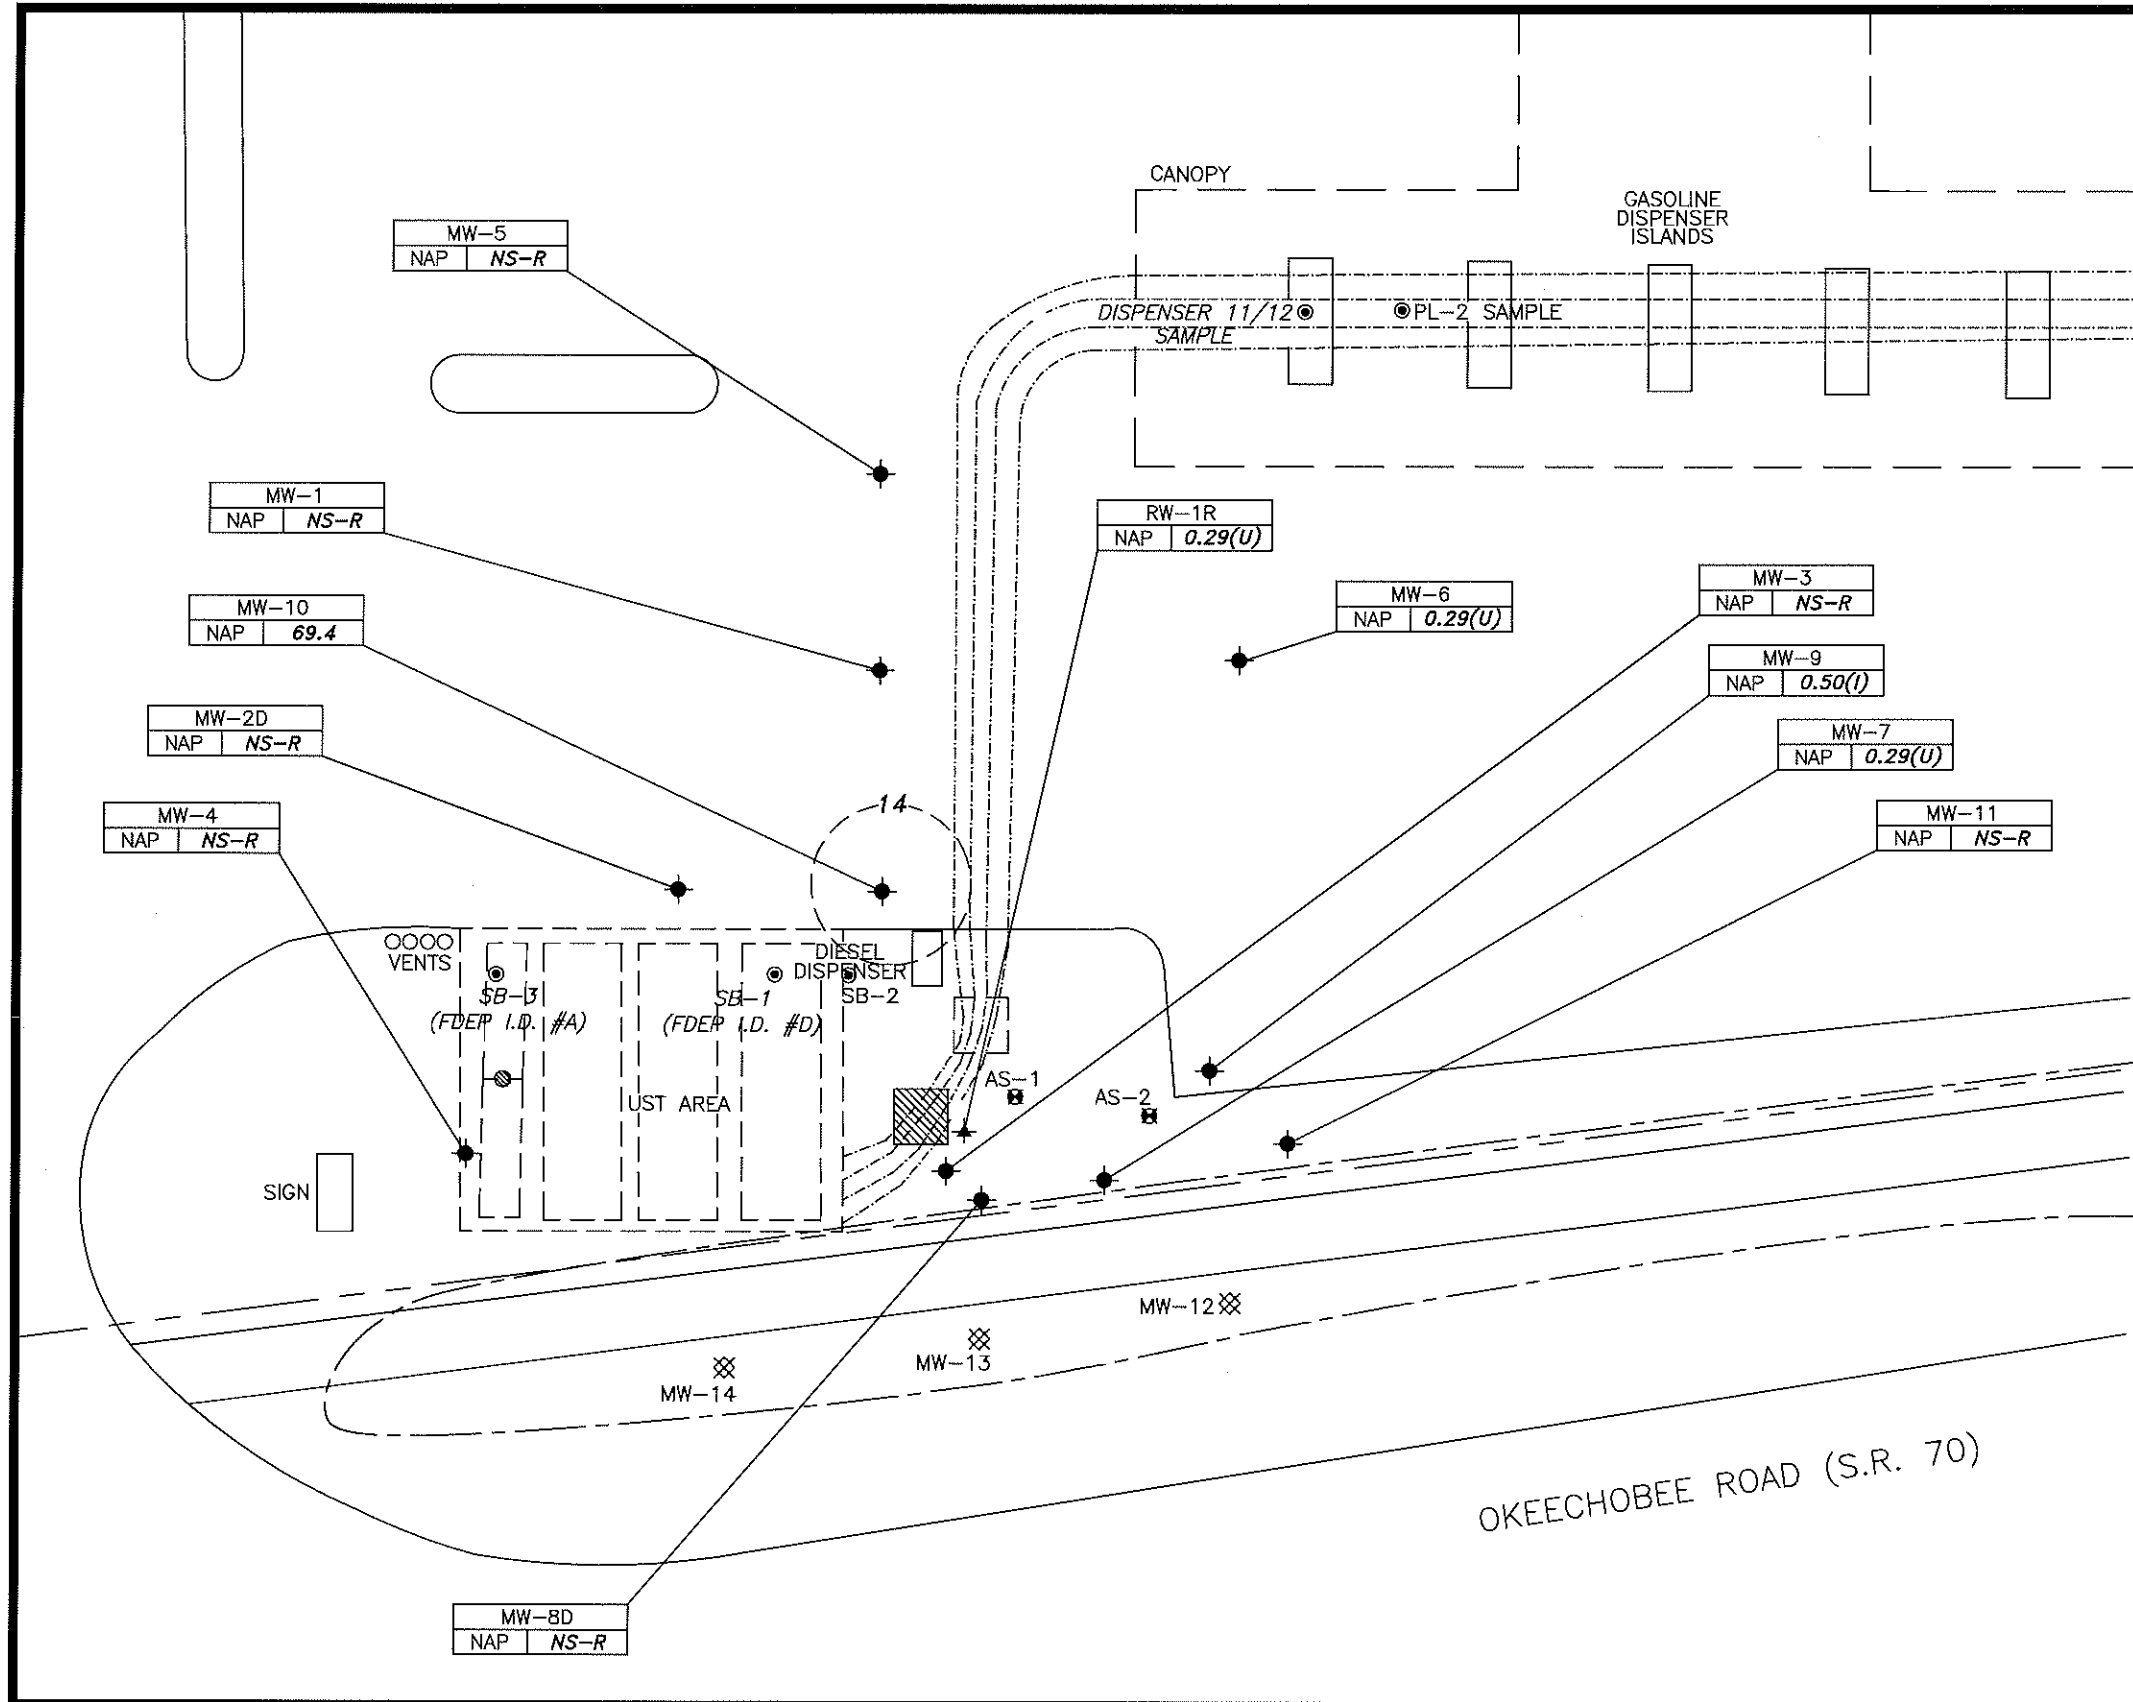 CANOPY
GASOLINE
DISPENSER
ISLANDS
MW-5
NAP NS-R
DISPENSER 11/12
SAMPLE
PL-2 SAMPLE
MW-1
NAP NS-R
RW-1R
NAP 0.29(U)
MW-3
NAP NS-R
MW-6
NAP 0.29(U)
MW-10
NAP 69.4
MW-9
NAP 0.50(I)
MW-2D
NAP NS-R
MW-7
NAP 0.29(U)
MW-4
NAP NS-R
14
MW-11
NAP NS-R
VENTS
DIESEL
DISPENSER
SB-3
(FDEP I.D. #A)
SB-1
(FDEP I.D. #D)
SB-2
UST AREA
AS-1
AS-2
SIGN
MW-12
MW-13
MW-14
OKEECHOBEE ROAD (S.R. 70)
MW-8D
NAP NS-R